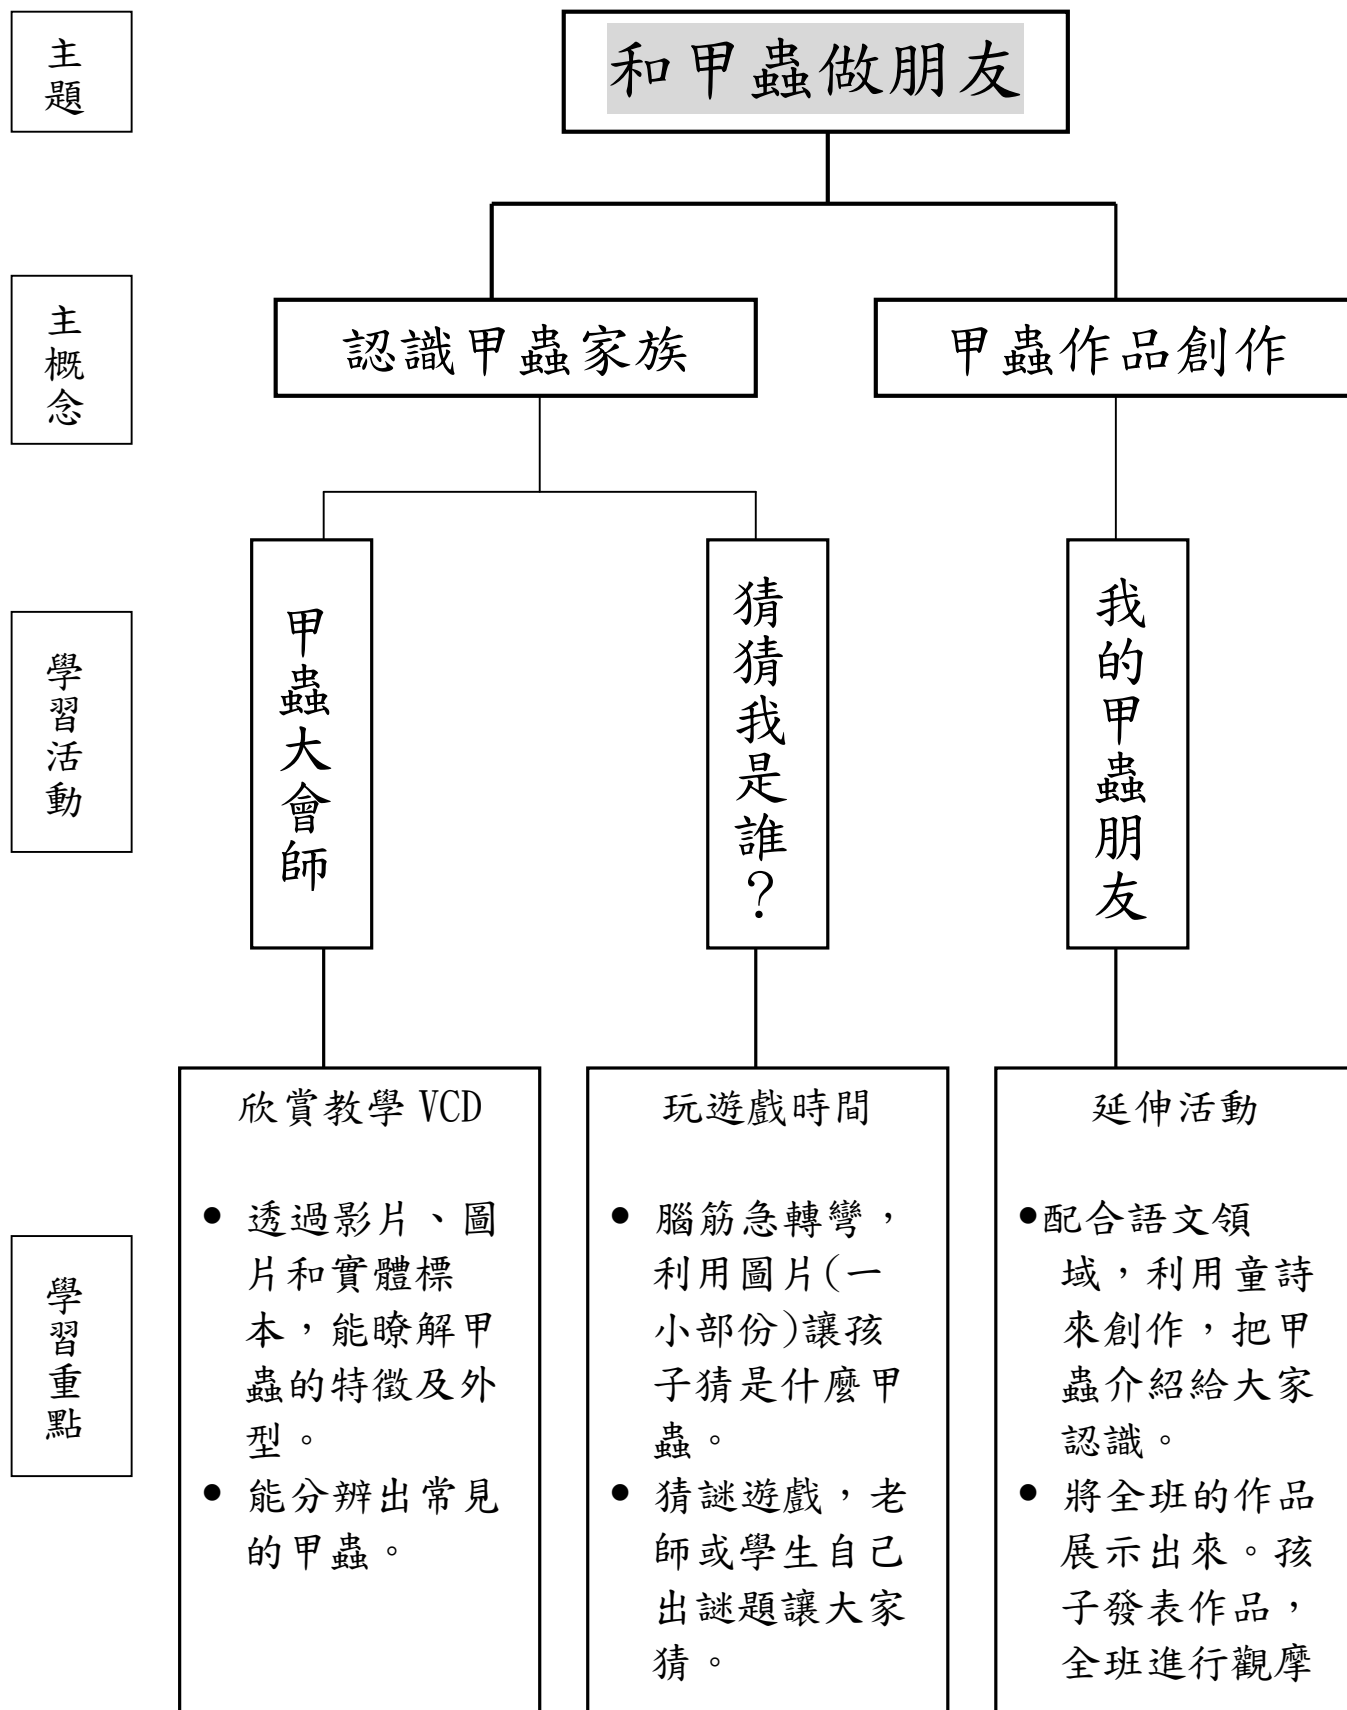 主題
和甲蟲做朋友
主概念
認識甲蟲家族
甲蟲作品創作
學習活動
甲蟲大會師
猜猜我是誰？
我的甲蟲朋友
學習重點
欣賞教學 VCD
● 透過影片、圖
片和實體標
本，能瞭解甲
蟲的特徵及外
型。
● 能分辨出常見
的甲蟲。
玩遊戲時間
● 腦筋急轉彎，
利用圖片(一
小部份)讓孩
子猜是什麼甲
蟲。
● 猜謎遊戲，老
師或學生自己
出謎題讓大家
猜。
延伸活動
●配合語文領
域，利用童詩
來創作，把甲
蟲介紹給大家
認識。
● 將全班的作品
展示出來。孩
子發表作品，
全班進行觀摩